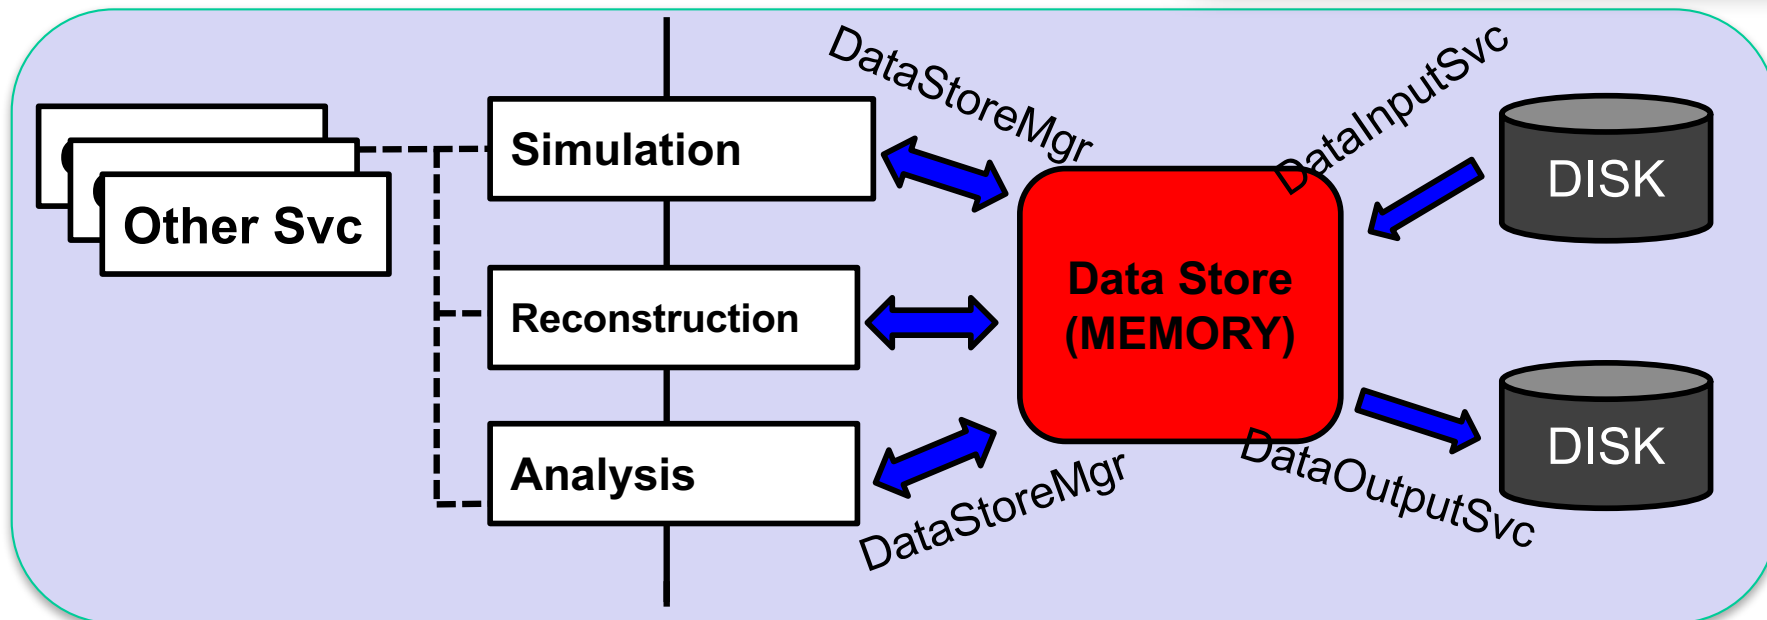 DataStoreMgr
DataInputSvc
Simulation
DISK
Other Svc
Data Store
(MEMORY)
Reconstruction
Analysis
DISK
DataStoreMgr
DataOutputSvc